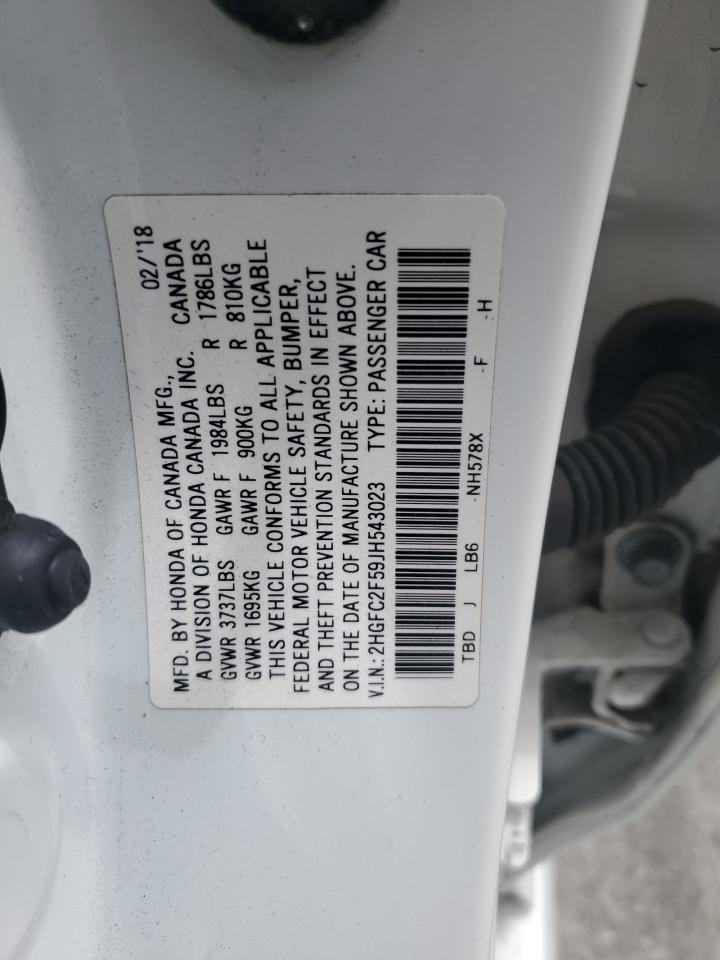 02/'18
MFD. BY HONDA OF CANADA MFG.,
A DIVISION OF HONDA CANADA INC. CANADA
GVWR 3737LBS GAWR F 1984LBS R 1786LBS
GVWR 1695KG GAWR F 900KG R 810KG
THIS VEHICLE CONFORMS TO ALL APPLICABLE
FEDERAL MOTOR VEHICLE SAFETY, BUMPER,
AND THEFT PREVENTION STANDARDS IN EFFECT
ON THE DATE OF MANUFACTURE SHOWN ABOVE.
V.I.N.: 2HGFC2F59JH543023 TYPE: PASSENGER CAR
TBD J LB6 -NH578X -F -H